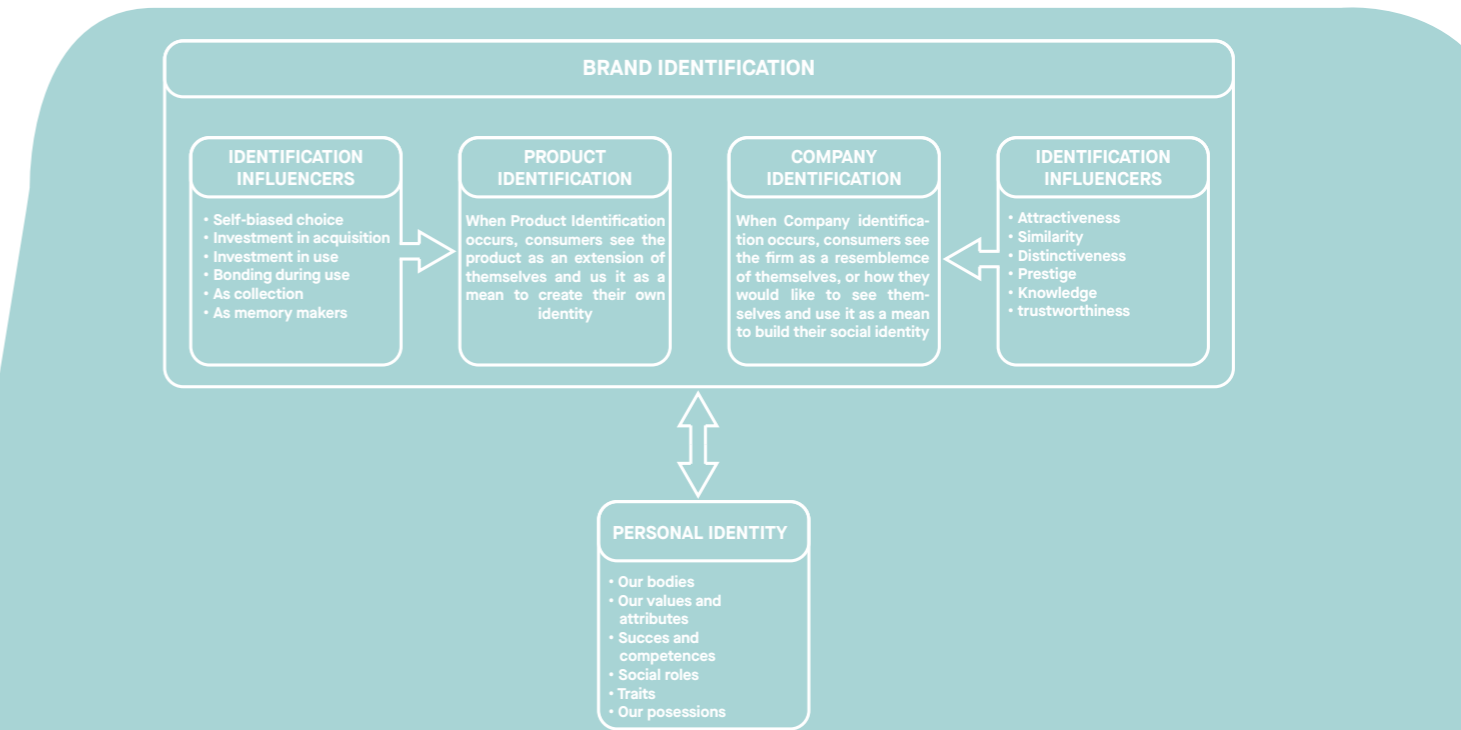 BRAND IDENTIFICATION
IDENTIFICATION
INFLUENCERS
• Self-biased choice
• Investment in acquisition
• Investment in use
• Bonding during use
• As collection
• As memory makers
PRODUCT
IDENTIFICATION
When Product Identification
occurs, consumers see the
product as an extension of
themselves and us it as a
mean to create their own
identity
COMPANY
IDENTIFICATION
When Company identifica-
tion occurs, consumers see
the firm as a resemblemce
of themselves, or how they
would like to see them-
selves and use it as a mean
to build their social identity
IDENTIFICATION
INFLUENCERS
• Attractiveness
• Similarity
• Distinctiveness
• Prestige
• Knowledge
• trustworthiness
PERSONAL IDENTITY
• Our bodies
• Our values and
attributes
• Succes and
competences
• Social roles
• Traits
• Our posessions